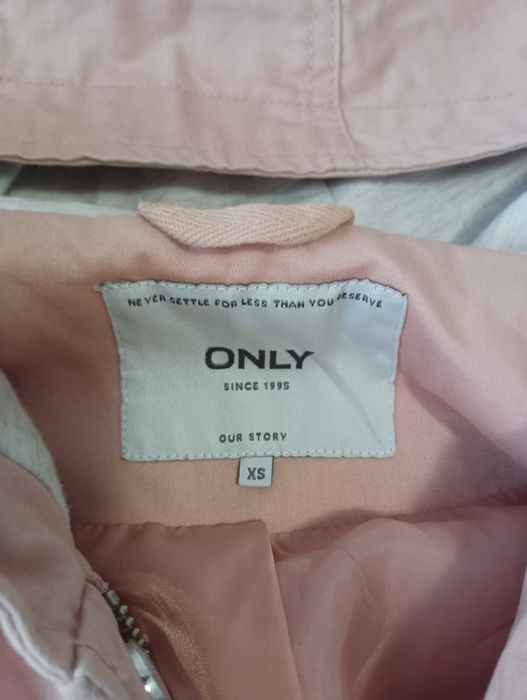 NEVER SETTLE FOR LESS THAN YOU DESERVE
ONLY
SINCE 1995
OUR STORY
XS